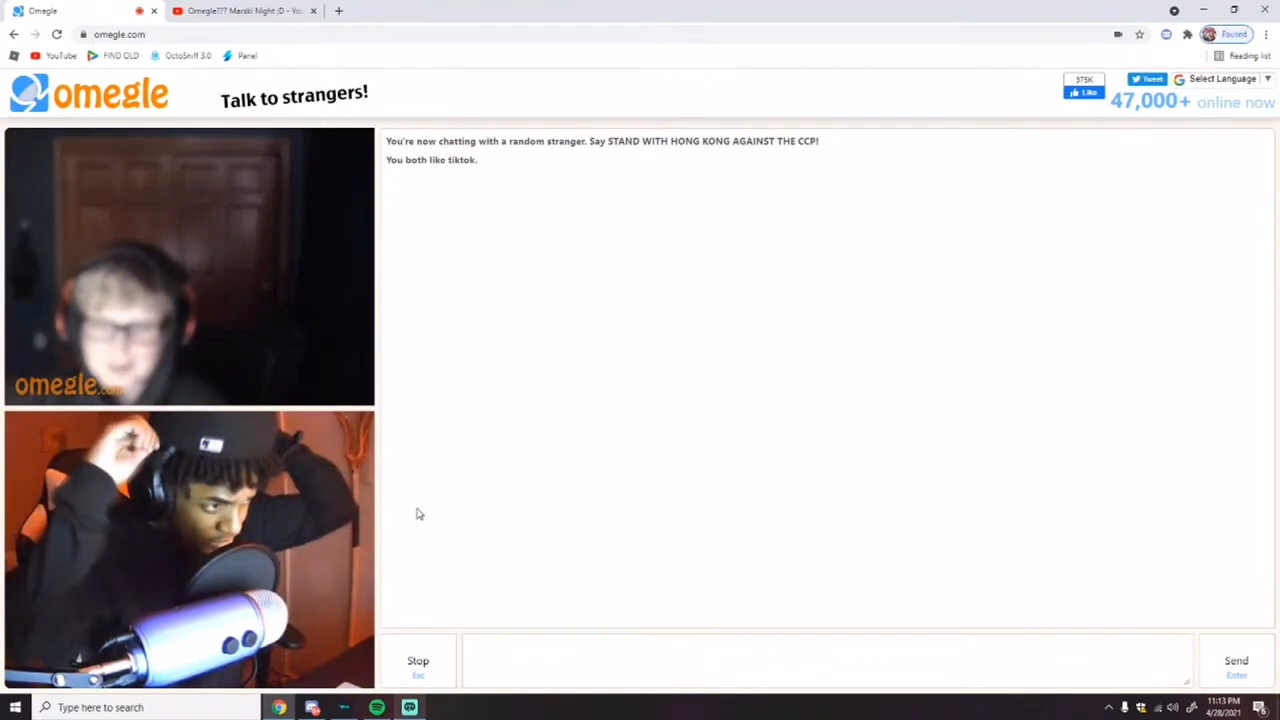 Omegle
Omegle??? Marski Night ;D - You
omegle.com
Paused
YouTube
FIND OLD
OctoSniff 3.0
Panel
Reading list
omegle
Talk to strangers!
375K
Like
Tweet
Select Language
47,000+ online now
You're now chatting with a random stranger. Say STAND WITH HONG KONG AGAINST THE CCP!
You both like tiktok.
omegle.com
Stop
Esc
Send
Enter
Type here to search
11:13 PM
4/28/2021